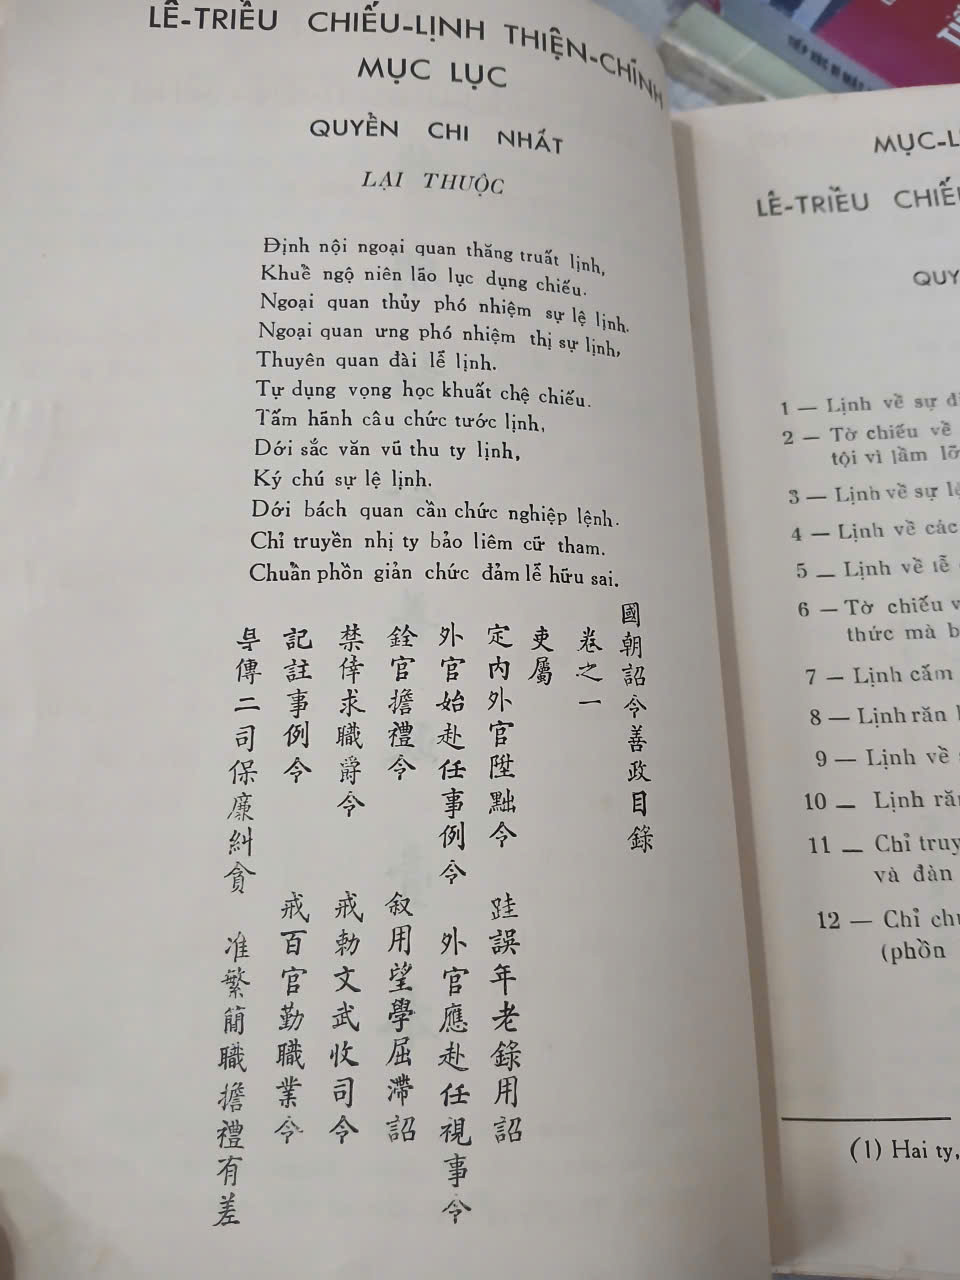 LÊ-TRIỀU CHIẾU-LỊNH THIỆN-CHÍNH
MỤC LỤC
QUYỀN CHI NHẤT
LẠI THUỘC
Định nội ngoại quan thăng truất lịnh,
Khuể ngộ niên lão lục dụng chiếu.
Ngoại quan thủy phó nhiệm sự lệ lịnh.
Ngoại quan ưng phó nhiệm thị sự lịnh,
Thuyên quan đài lễ lịnh.
Tự dụng vọng học khuất chệ chiếu.
Tấm hãnh câu chức tước lịnh,
Dới sắc văn vũ thu ty lịnh,
Ký chú sự lệ lịnh.
Dới bách quan cần chức nghiệp lệnh.
Chỉ truyền nhị ty bảo liêm cữ tham.
Chuẩn phồn giản chức đảm lễ hữu sai.
國朝詔令善政目錄
卷之一
吏屬
定內外官陞黜令 詿誤年老錄用詔
外官始赴任事例令 外官應赴任視事令
銓官擔禮令 叙用望學屈滯詔
禁倖求職爵令 戒勅文武收司令
記註事例令 戒百官勤職業令
傳二司保廉糾貪 准繁簡職擔禮有差
MỤC-L
LÊ-TRIỀU CHIẾU
QUY
1 — Lịnh về sự đ
2 — Tờ chiếu về
tội vì lầm lỡ
3 — Lịnh về sự lệ
4 — Lịnh về các
5 — Lịnh về lễ
6 — Tờ chiếu v
thức mà b
7 — Lịnh cấm
8 — Lịnh răn
9 — Lịnh về
10 — Lịnh răn
11 — Chỉ truy
và đàn
12 — Chỉ ch
(phồn
(1) Hai ty,